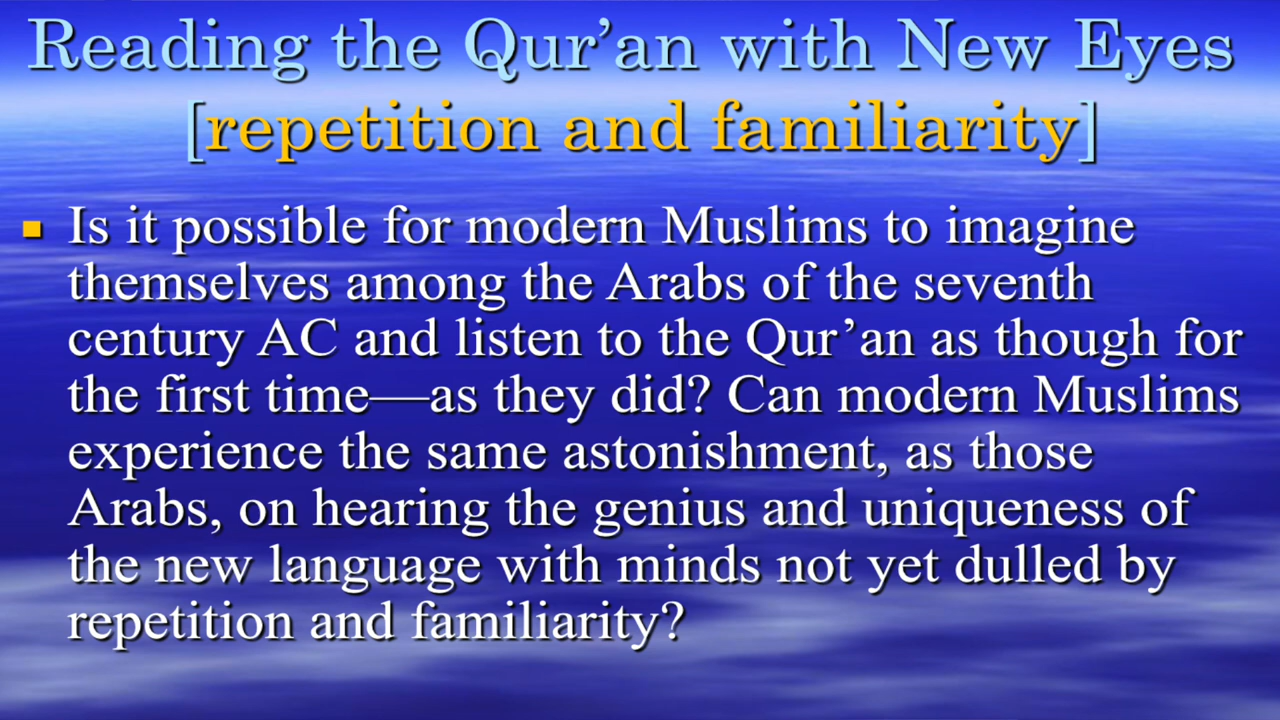 Reading the Qur’an with New Eyes
[repetition and familiarity]
Is it possible for modern Muslims to imagine
themselves among the Arabs of the seventh
century AC and listen to the Qur’an as though for
the first time—as they did? Can modern Muslims
experience the same astonishment, as those
Arabs, on hearing the genius and uniqueness of
the new language with minds not yet dulled by
repetition and familiarity?